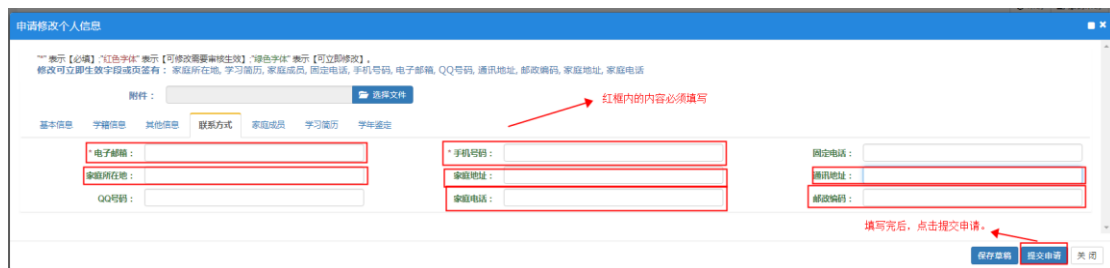 申请修改个人信息
"*" 表示【必填】;"红色字体" 表示【可修改需要审核生效】;"绿色字体" 表示【可立即修改】。
修改可立即生效字段或页签有：家庭所在地, 学习简历, 家庭成员, 固定电话, 手机号码, 电子邮箱, QQ号码, 通讯地址, 邮政编码, 家庭地址, 家庭电话
附件： 选择文件
红框内的内容必须填写
基本信息 学籍信息 其他信息 联系方式 家庭成员 学习简历 学年鉴定
* 电子邮箱： * 手机号码： 固定电话：
家庭所在地： 家庭地址： 通讯地址：
QQ号码： 家庭电话： 邮政编码：
填写完后，点击提交申请。
保存草稿 提交申请 关 闭